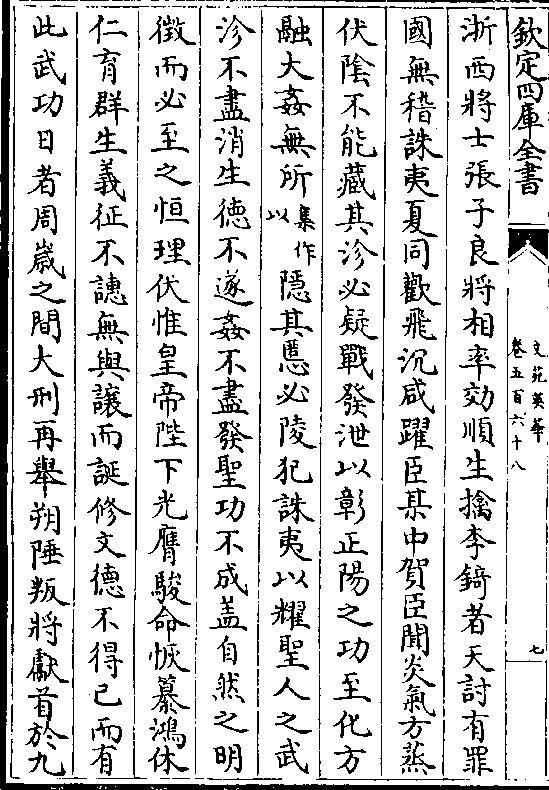 欽定四庫全書
文苑英華
卷五百六十八
七
浙西將士張子良將相率効順生擒李錡者天討有罪
國無稽誅夷夏同歡飛沉咸躍臣某中賀臣聞炎氣方蒸
伏陰不能藏其沴必疑戰發泄以彰正陽之功至化方
融大姦無所集作以隱其慝必陵犯誅夷以耀聖人之武
沴不盡消生德不遂姦不盡發聖功不成盖自然之明
徵而必至之恒理伏惟皇帝陛下光膺駿命恢纂鴻休
仁育群生義征不譓無與讓而誕修文德不得已而有
此武功日者周嵗之間大刑再舉朔陲叛將獻首於九